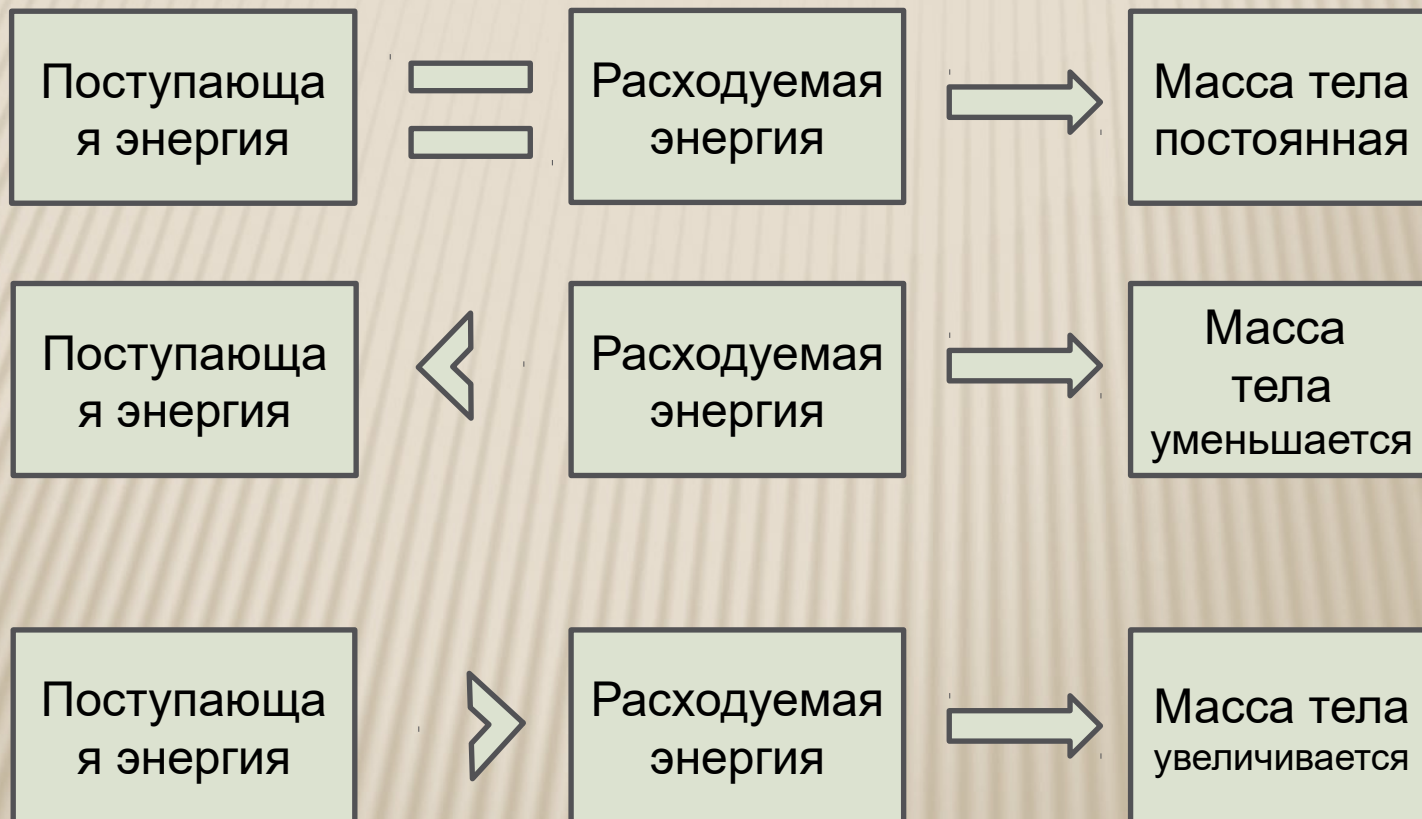 Поступающа
я энергия
Расходуемая
энергия
Масса тела
постоянная
Поступающа
я энергия
Расходуемая
энергия
Масса
тела
уменьшается
Поступающа
я энергия
Расходуемая
энергия
Масса тела
увеличивается